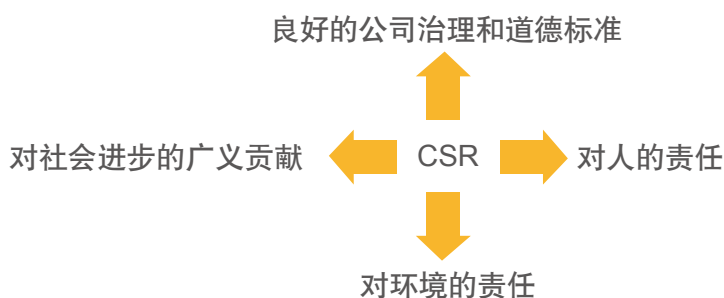 良好的公司治理和道德标准
对社会进步的广义贡献
CSR
对人的责任
对环境的责任